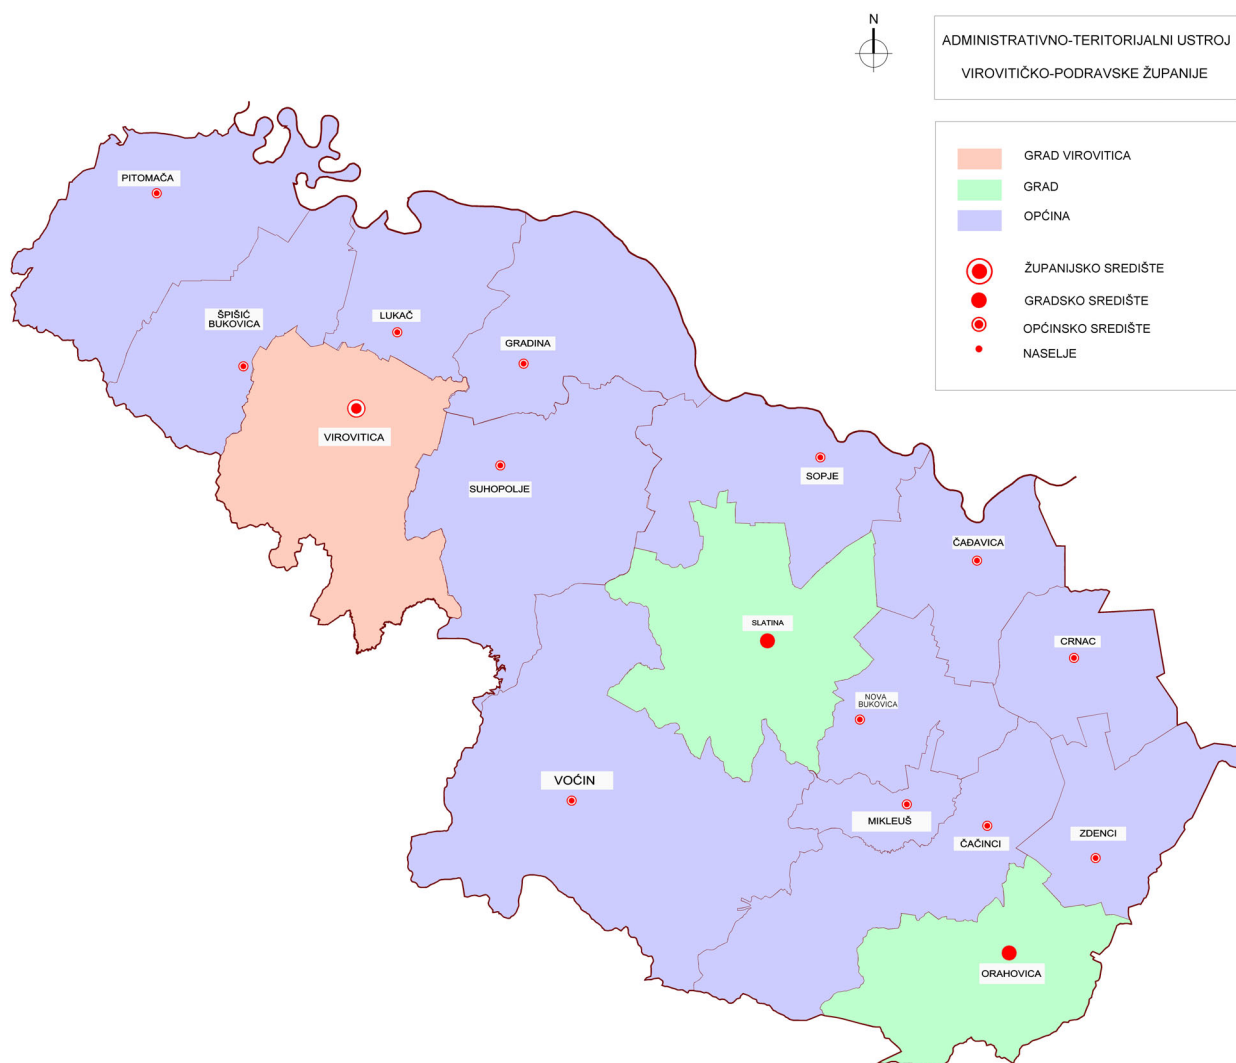 N
ADMINISTRATIVNO-TERITORIJALNI USTROJ
VIROVITIČKO-PODRAVSKE ŽUPANIJE
GRAD VIROVITICA
GRAD
OPĆINA
ŽUPANIJSKO SREDIŠTE
GRADSKO SREDIŠTE
OPĆINSKO SREDIŠTE
NASELJE
PITOMAČA
ŠPIŠIĆ
BUKOVICA
LUKAČ
GRADINA
VIROVITICA
SUHOPOLJE
SOPJE
ČAĐAVICA
SLATINA
CRNAC
NOVA
BUKOVICA
VOĆIN
MIKLEUŠ
ČAČINCI
ZDENCI
ORAHOVICA